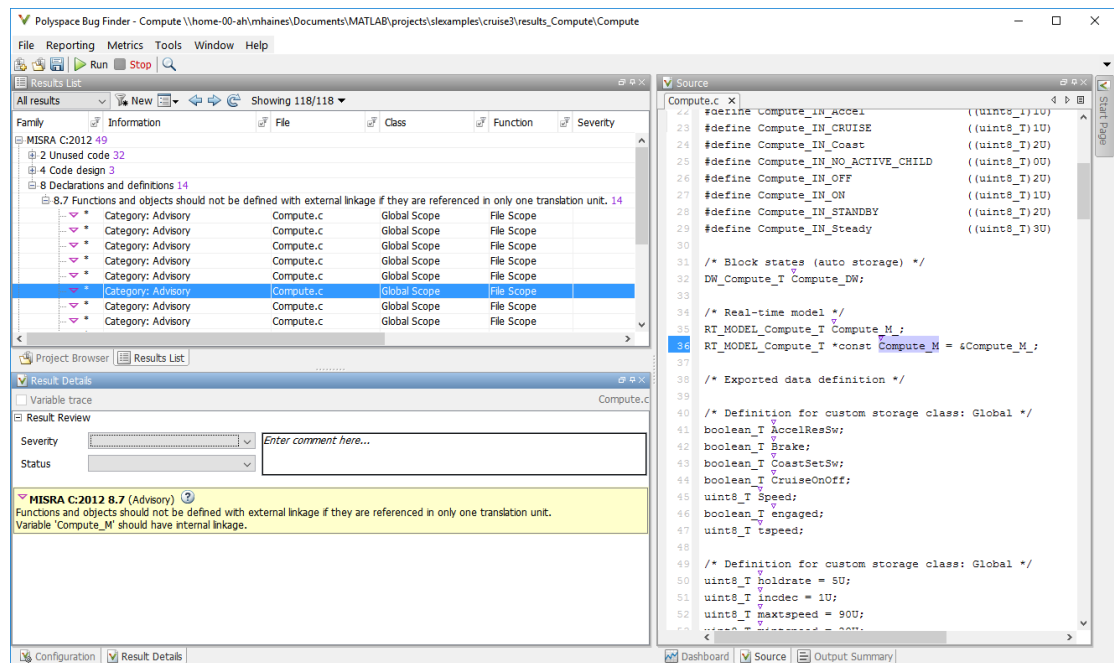 Polyspace Bug Finder - Compute \\home-00-ah\mhaines\Documents\MATLAB\projects\slexamples\cruise3\results_Compute\Compute
File Reporting Metrics Tools Window Help
Run Stop
Results List
All results New Showing 118/118
Family Information File Class Function Severity
MISRA C:2012 49
2 Unused code 32
4 Code design 3
8 Declarations and definitions 14
8.7 Functions and objects should not be defined with external linkage if they are referenced in only one translation unit. 14
* Category: Advisory Compute.c Global Scope File Scope
* Category: Advisory Compute.c Global Scope File Scope
* Category: Advisory Compute.c Global Scope File Scope
* Category: Advisory Compute.c Global Scope File Scope
* Category: Advisory Compute.c Global Scope File Scope
* Category: Advisory Compute.c Global Scope File Scope
* Category: Advisory Compute.c Global Scope File Scope
* Category: Advisory Compute.c Global Scope File Scope
Project Browser Results List
Result Details
Variable trace Compute.c
Result Review
Severity Enter comment here...
Status
MISRA C:2012 8.7 (Advisory)
Functions and objects should not be defined with external linkage if they are referenced in only one translation unit.
Variable 'Compute_M' should have internal linkage.
Configuration Result Details
Source
Compute.c
22 #define Compute_IN_Accel ((uint8_T)1U)
23 #define Compute_IN_CRUISE ((uint8_T)1U)
24 #define Compute_IN_Coast ((uint8_T)2U)
25 #define Compute_IN_NO_ACTIVE_CHILD ((uint8_T)0U)
26 #define Compute_IN_OFF ((uint8_T)2U)
27 #define Compute_IN_ON ((uint8_T)1U)
28 #define Compute_IN_STANDBY ((uint8_T)2U)
29 #define Compute_IN_Steady ((uint8_T)3U)
30
31 /* Block states (auto storage) */
32 DW_Compute_T Compute_DW;
33
34 /* Real-time model */
35 RT_MODEL_Compute_T Compute_M_;
36 RT_MODEL_Compute_T *const Compute_M = &Compute_M_;
37
38 /* Exported data definition */
39
40 /* Definition for custom storage class: Global */
41 boolean_T AccelResSw;
42 boolean_T Brake;
43 boolean_T CoastSetSw;
44 boolean_T CruiseOnOff;
45 uint8_T Speed;
46 boolean_T engaged;
47 uint8_T tspeed;
48
49 /* Definition for custom storage class: Global */
50 uint8_T holdrate = 5U;
51 uint8_T incdec = 1U;
52 uint8_T maxtspeed = 90U;
Dashboard Source Output Summary
Start Page